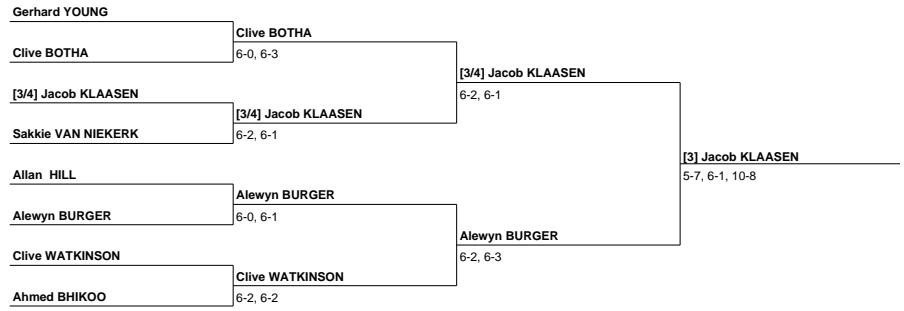 Gerhard YOUNG
Clive BOTHA
Clive BOTHA
6-0, 6-3
[3/4] Jacob KLAASEN
6-2, 6-1
[3/4] Jacob KLAASEN
[3/4] Jacob KLAASEN
Sakkie VAN NIEKERK
6-2, 6-1
[3] Jacob KLAASEN
5-7, 6-1, 10-8
Allan  HILL
Alewyn BURGER
Alewyn BURGER
6-0, 6-1
Alewyn BURGER
6-2, 6-3
Clive WATKINSON
Clive WATKINSON
Ahmed BHIKOO
6-2, 6-2